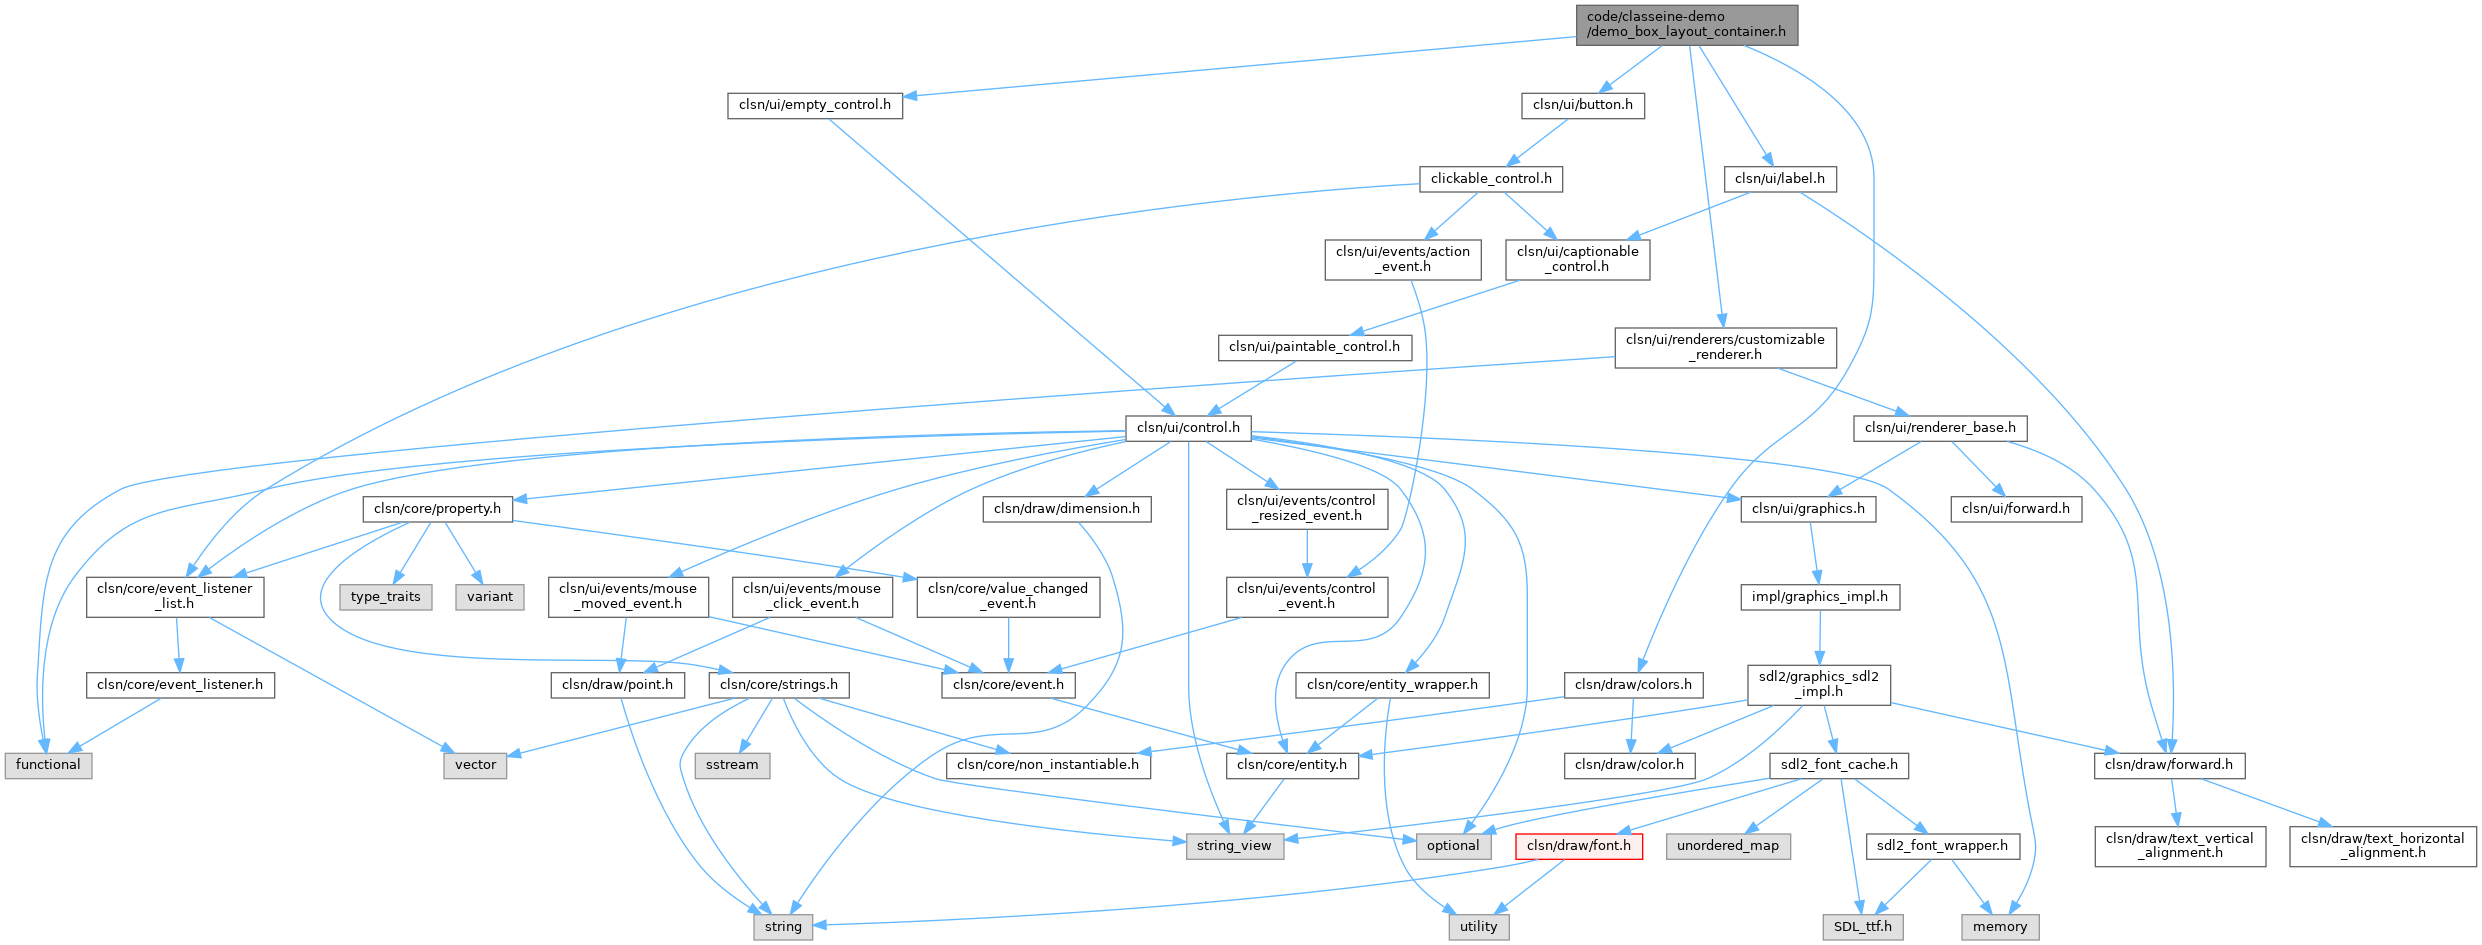 code/classeine-demo
/demo_box_layout_container.h
clsn/ui/empty_control.h
clsn/ui/button.h
clickable_control.h
clsn/ui/label.h
clsn/ui/events/action
_event.h
clsn/ui/captionable
_control.h
clsn/ui/paintable_control.h
clsn/ui/renderers/customizable
_renderer.h
clsn/ui/control.h
clsn/ui/renderer_base.h
clsn/core/property.h
clsn/draw/dimension.h
clsn/ui/events/control
_resized_event.h
clsn/ui/graphics.h
clsn/ui/forward.h
clsn/core/event_listener
_list.h
type_traits
variant
clsn/ui/events/mouse
_moved_event.h
clsn/ui/events/mouse
_click_event.h
clsn/core/value_changed
_event.h
clsn/ui/events/control
_event.h
impl/graphics_impl.h
clsn/core/event_listener.h
clsn/draw/point.h
clsn/core/strings.h
clsn/core/event.h
clsn/core/entity_wrapper.h
clsn/draw/colors.h
sdl2/graphics_sdl2
_impl.h
functional
vector
sstream
clsn/core/non_instantiable.h
clsn/core/entity.h
clsn/draw/color.h
sdl2_font_cache.h
clsn/draw/forward.h
string_view
optional
clsn/draw/font.h
unordered_map
sdl2_font_wrapper.h
clsn/draw/text_vertical
_alignment.h
clsn/draw/text_horizontal
_alignment.h
string
utility
SDL_ttf.h
memory